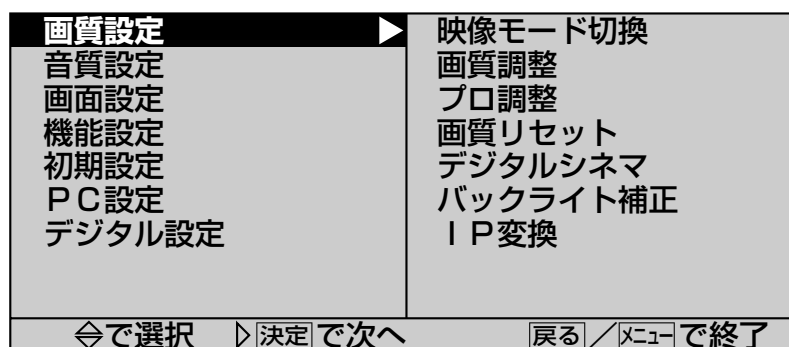 画質設定
音質設定
画面設定
機能設定
初期設定
ＰＣ設定
デジタル設定
映像モード切換
画質調整
プロ調整
画質リセット
デジタルシネマ
バックライト補正
ＩＰ変換
で選択 決定で次へ 戻る／メニューで終了